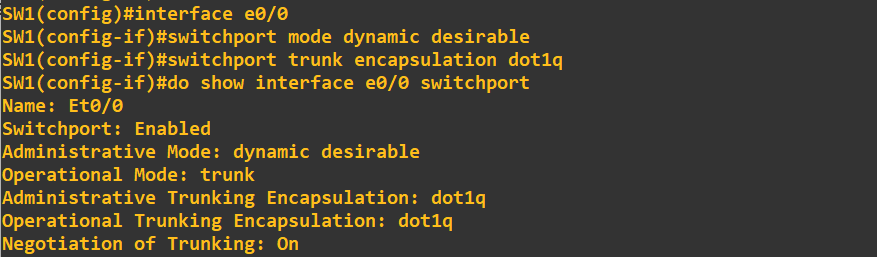 SW1(config)#interface e0/0
SW1(config-if)#switchport mode dynamic desirable
SW1(config-if)#switchport trunk encapsulation dot1q
SW1(config-if)#do show interface e0/0 switchport
Name: Et0/0
Switchport: Enabled
Administrative Mode: dynamic desirable
Operational Mode: trunk
Administrative Trunking Encapsulation: dot1q
Operational Trunking Encapsulation: dot1q
Negotiation of Trunking: On